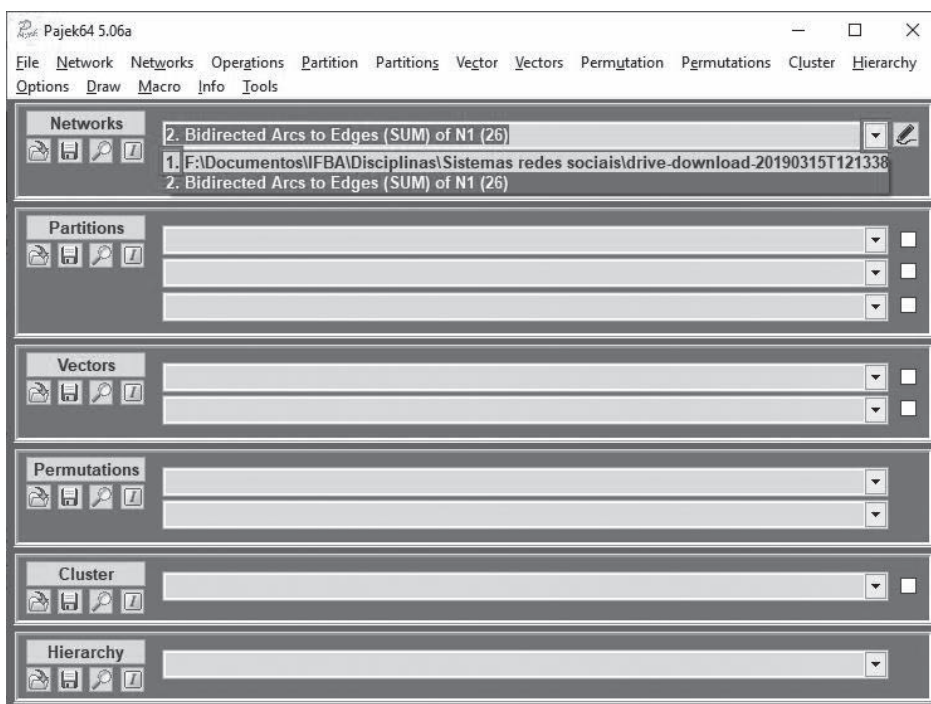 Pajek64 5.06a
File Network Networks Operations Partition Partitions Vector Vectors Permutation Permutations Cluster Hierarchy
Options Draw Macro Info Tools
Networks
2. Bidirected Arcs to Edges (SUM) of N1 (26)
1. F:\Documentos\IFBA\Disciplinas\Sistemas redes sociais\drive-download-20190315T121338
2. Bidirected Arcs to Edges (SUM) of N1 (26)
Partitions
Vectors
Permutations
Cluster
Hierarchy